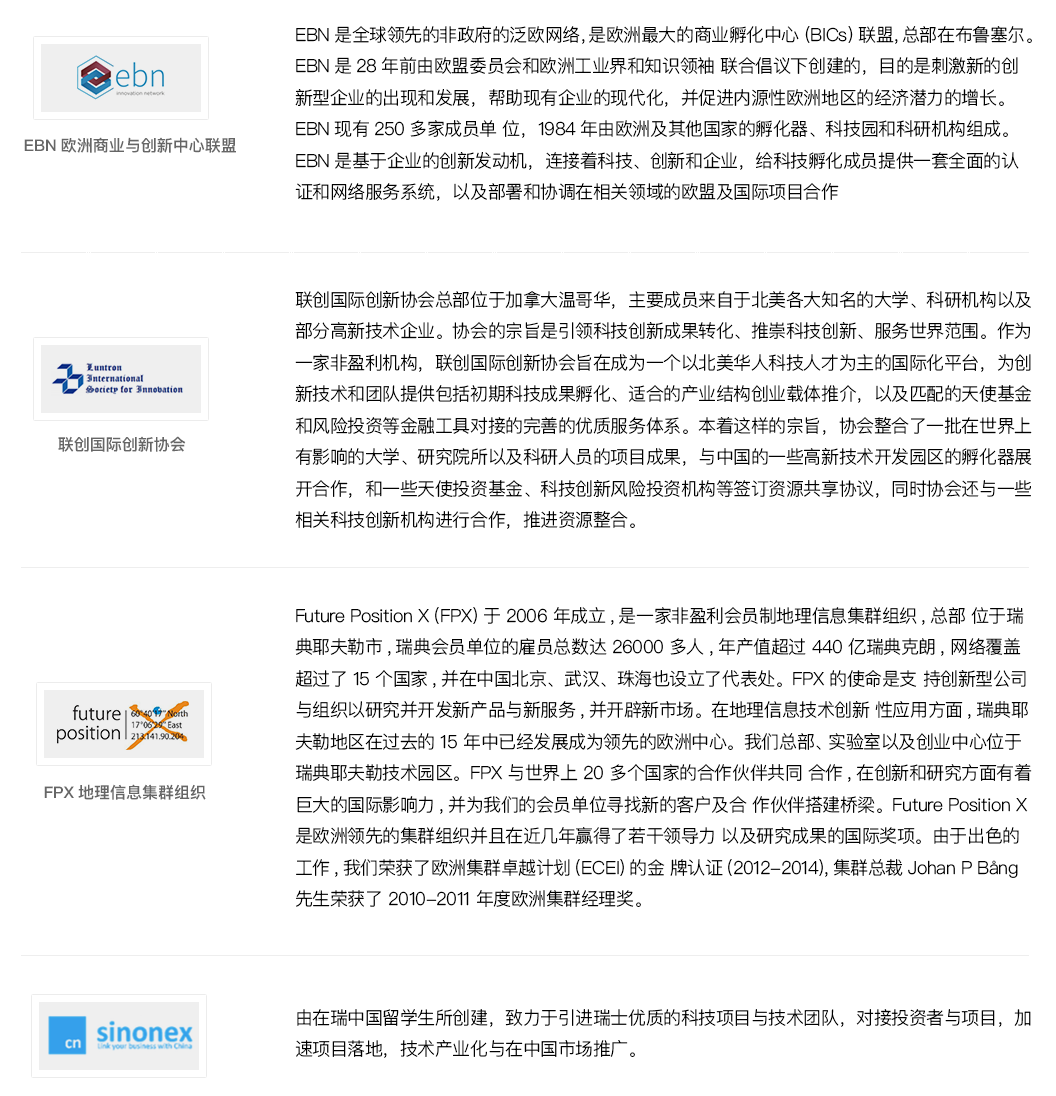 ebn
innovation network
EBN 欧洲商业与创新中心联盟
EBN 是全球领先的非政府的泛欧网络, 是欧洲最大的商业孵化中心 (BICs) 联盟, 总部在布鲁塞尔。
EBN 是 28 年前由欧盟委员会和欧洲工业界和知识领袖 联合倡议下创建的，目的是刺激新的创
新型企业的出现和发展，帮助现有企业的现代化，并促进内源性欧洲地区的经济潜力的增长。
EBN 现有 250 多家成员单 位，1984 年由欧洲及其他国家的孵化器、科技园和科研机构组成。
EBN 是基于企业的创新发动机，连接着科技、创新和企业，给科技孵化成员提供一套全面的认
证和网络服务系统，以及部署和协调在相关领域的欧盟及国际项目合作
Luntron
International
Society for Innovation
联创国际创新协会
联创国际创新协会总部位于加拿大温哥华，主要成员来自于北美各大知名的大学、科研机构以及
部分高新技术企业。协会的宗旨是引领科技创新成果转化、推崇科技创新、服务世界范围。作为
一家非盈利机构，联创国际创新协会旨在成为一个以北美华人科技人才为主的国际化平台，为创
新技术和团队提供包括初期科技成果孵化、适合的产业结构创业载体推介，以及匹配的天使基金
和风险投资等金融工具对接的完善的优质服务体系。本着这样的宗旨，协会整合了一批在世界上
有影响的大学、研究院所以及科研人员的项目成果，与中国的一些高新技术开发园区的孵化器展
开合作，和一些天使投资基金、科技创新风险投资机构等签订资源共享协议，同时协会还与一些
相关科技创新机构进行合作，推进资源整合。
future
position
60°40'17" North
17°06'29" East
213.141.90.204
FPX 地理信息集群组织
Future Position X (FPX) 于 2006 年成立 , 是一家非盈利会员制地理信息集群组织 , 总部 位于瑞
典耶夫勒市 , 瑞典会员单位的雇员总数达 26000 多人 , 年产值超过 440 亿瑞典克朗 , 网络覆盖
超过了 15 个国家 , 并在中国北京、武汉、珠海也设立了代表处。FPX 的使命是支 持创新型公司
与组织以研究并开发新产品与新服务 , 并开辟新市场。在地理信息技术创新 性应用方面 , 瑞典耶
夫勒地区在过去的 15 年中已经发展成为领先的欧洲中心。我们总部、实验室以及创业中心位于
瑞典耶夫勒技术园区。FPX 与世界上 20 多个国家的合作伙伴共同 合作 , 在创新和研究方面有着
巨大的国际影响力 , 并为我们的会员单位寻找新的客户及合 作伙伴搭建桥梁。Future Position X
是欧洲领先的集群组织并且在近几年赢得了若干领导力 以及研究成果的国际奖项。由于出色的
工作 , 我们荣获了欧洲集群卓越计划 (ECEI) 的金 牌认证 (2012–2014), 集群总裁 Johan P Bång
先生荣获了 2010–2011 年度欧洲集群经理奖。
cn
sinonex
Link your business with China
由在瑞中国留学生所创建，致力于引进瑞士优质的科技项目与技术团队，对接投资者与项目，加
速项目落地，技术产业化与在中国市场推广。